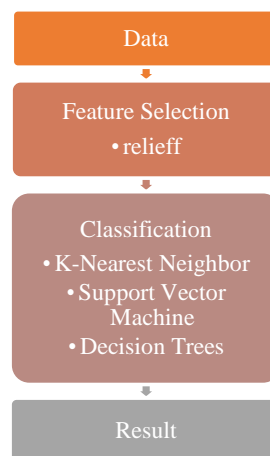 Data
Feature Selection
• relieff
Classification
• K-Nearest Neighbor
• Support Vector
Machine
• Decision Trees
Result